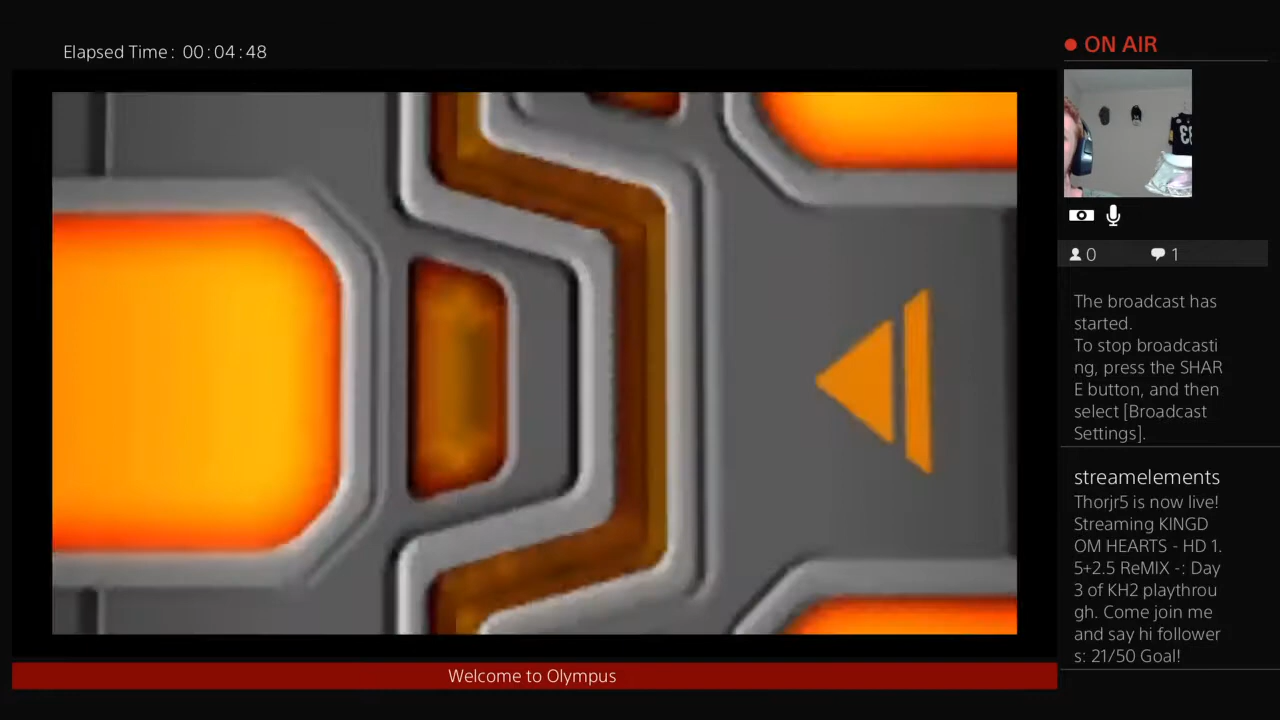 Elapsed Time: 00:04:48
ON AIR
0
1
The broadcast has
started.
To stop broadcasti
ng, press the SHAR
E button, and then
select [Broadcast
Settings].
streamelements
Thorjr5 is now live!
Streaming KINGD
OM HEARTS - HD 1.
5+2.5 ReMIX -: Day
3 of KH2 playthrou
gh. Come join me
and say hi follower
s: 21/50 Goal!
Welcome to Olympus